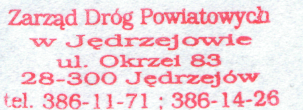 Zarząd Dróg Powiatowych
w Jędrzejowie
ul. Okrzei 83
28-300 Jędrzejów
tel. 386-11-71 ; 386-14-26